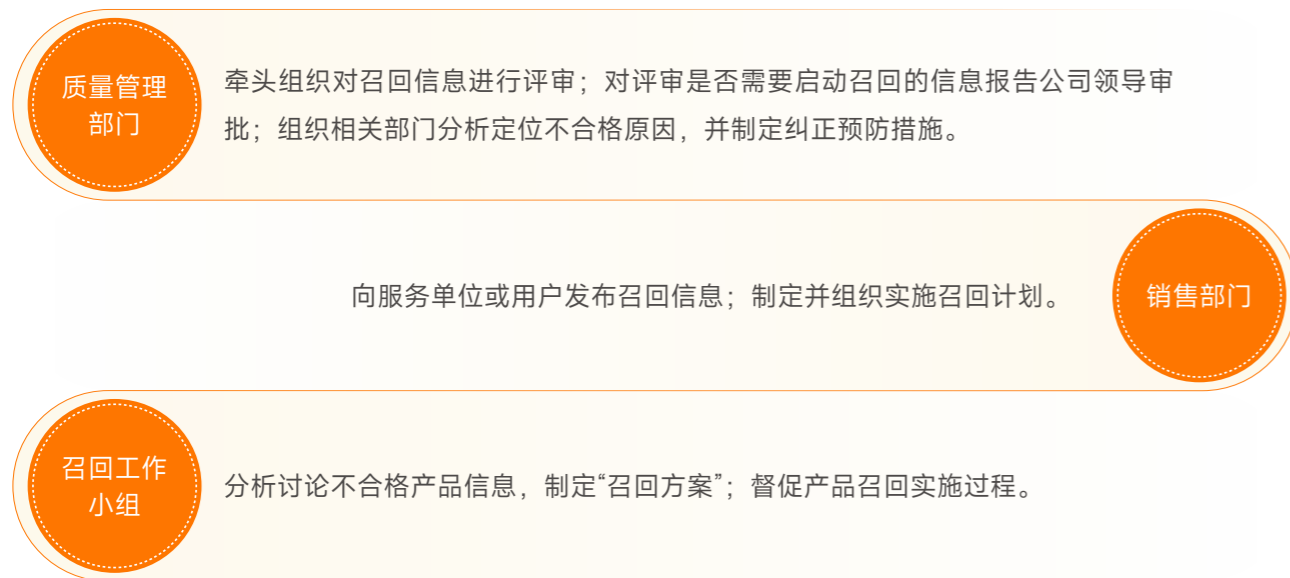 质量管理
部门
牵头组织对召回信息进行评审；对评审是否需要启动召回的信息报告公司领导审
批；组织相关部门分析定位不合格原因，并制定纠正预防措施。
向服务单位或用户发布召回信息；制定并组织实施召回计划。
销售部门
召回工作
小组
分析讨论不合格产品信息，制定“召回方案”；督促产品召回实施过程。